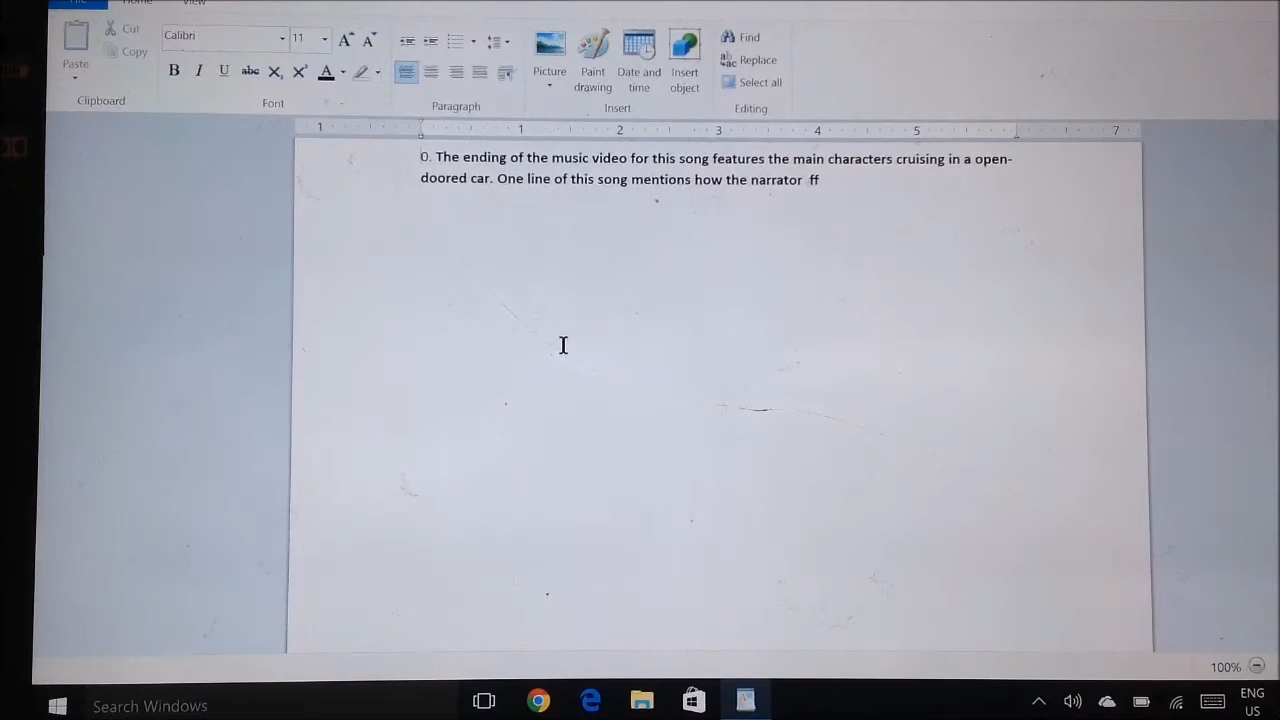 Home
View
Cut
Copy
Paste
Clipboard
Calibri
11
A A
B I U abc X₂ X² A
Font
Paragraph
Picture
Paint drawing
Date and time
Insert object
Insert
Find
Replace
Select all
Editing
1 1 2 3 4 5 7
0. The ending of the music video for this song features the main characters cruising in a open-
doored car. One line of this song mentions how the narrator  ff
100%
Search Windows
ENG
US